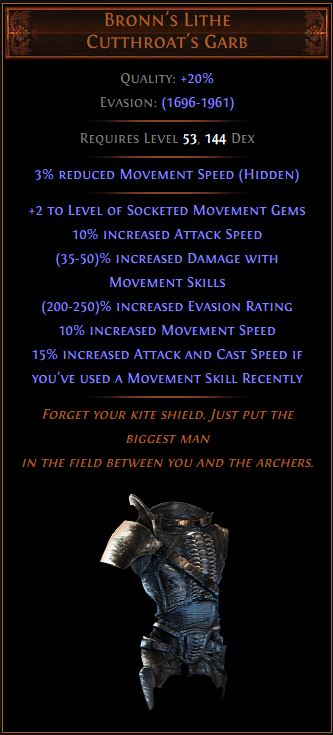 Bronn's Lithe
Cutthroat's Garb
Quality: +20%
Evasion: (1696-1961)
Requires Level 53, 144 Dex
3% reduced Movement Speed (Hidden)
+2 to Level of Socketed Movement Gems
10% increased Attack Speed
(35-50)% increased Damage with
Movement Skills
(200-250)% increased Evasion Rating
10% increased Movement Speed
15% increased Attack and Cast Speed if
you've used a Movement Skill Recently
Forget your kite shield. Just put the
biggest man
in the field between you and the archers.